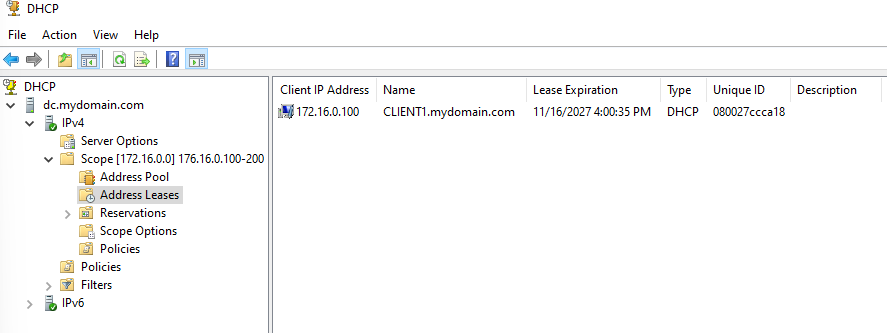 DHCP
File Action View Help
DHCP
dc.mydomain.com
IPv4
Server Options
Scope [172.16.0.0] 176.16.0.100-200
Address Pool
Address Leases
Reservations
Scope Options
Policies
Policies
Filters
IPv6
Client IP Address Name Lease Expiration Type Unique ID Description
172.16.0.100 CLIENT1.mydomain.com 11/16/2027 4:00:35 PM DHCP 080027ccca18